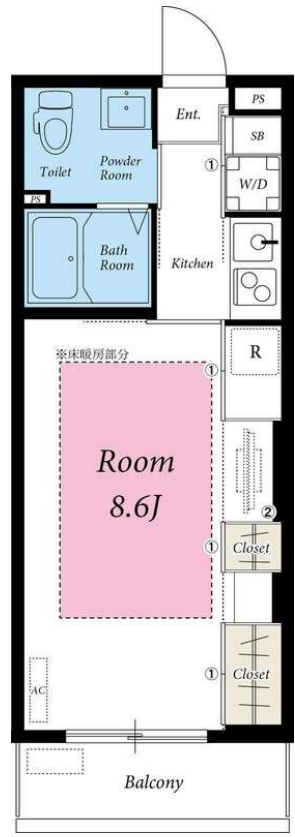 PS
Ent.
SB
①
Toilet
Powder
Room
W/D
PS
Bath
Room
Kitchen
R
※床暖房部分
①
Room
8.6J
②
①
Closet
①
Closet
AC
Balcony